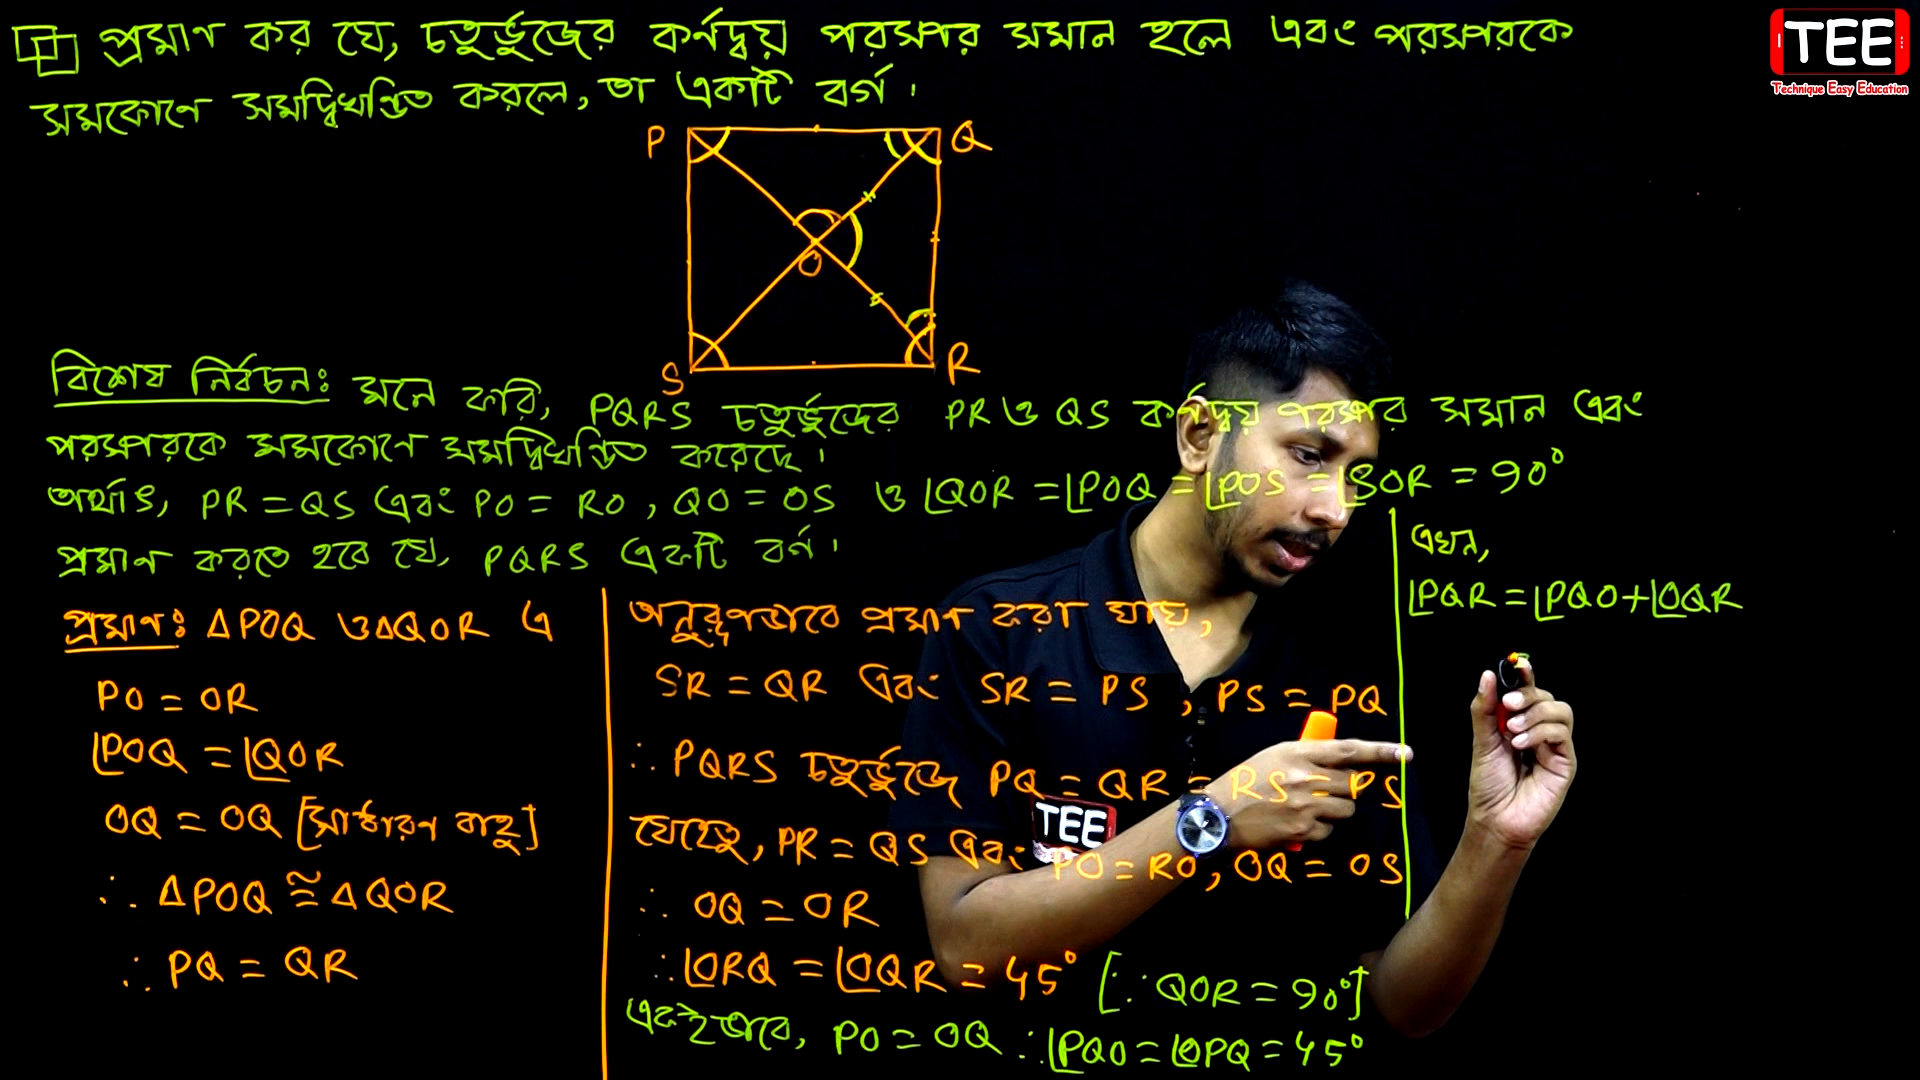 প্রমাণ কর যে, চতুর্ভুজের কর্ণদ্বয় পরস্পর সমান হলে এবং পরস্পরকে
সমকোণে সমদ্বিখন্ডিত করলে, তা একটি বর্গ।
TEE
Technique Easy Education
P
Q
O
S
R
বিশেষ নির্বচন: মনে করি, PQRS চতুর্ভুজের PR ও QS কর্ণদ্বয় পরস্পর সমান এবং
পরস্পরকে সমকোণে সমদ্বিখন্ডিত করেছে।
অর্থাৎ, PR = QS এবং PO = RO, QO = OS ও ∠QOR = ∠POQ = ∠POS = ∠SOR = 90°
প্রমাণ করতে হবে যে, PQRS একটি বর্গ।
প্রমাণ: ΔPOQ ও ΔQOR এ
PO = OR
∠POQ = ∠QOR
OQ = OQ [সাধারণ বাহু]
∴ ΔPOQ ≅ ΔQOR
∴ PQ = QR
অনুরূপভাবে প্রমাণ করা যায়,
SR = QR এবং SR = PS, PS = PQ
∴ PQRS চতুর্ভুজে PQ = QR = RS = PS
যেহেতু, PR = QS এবং PO = RO, OQ = OS
∴ OQ = OR
∴ ∠ORQ = ∠OQR = 45° [∵ QOR = 90°]
একইভাবে, PO = OQ ∴ ∠PQO = ∠OPQ = 45°
এখন,
∠PQR = ∠PQO + ∠OQR
TEE